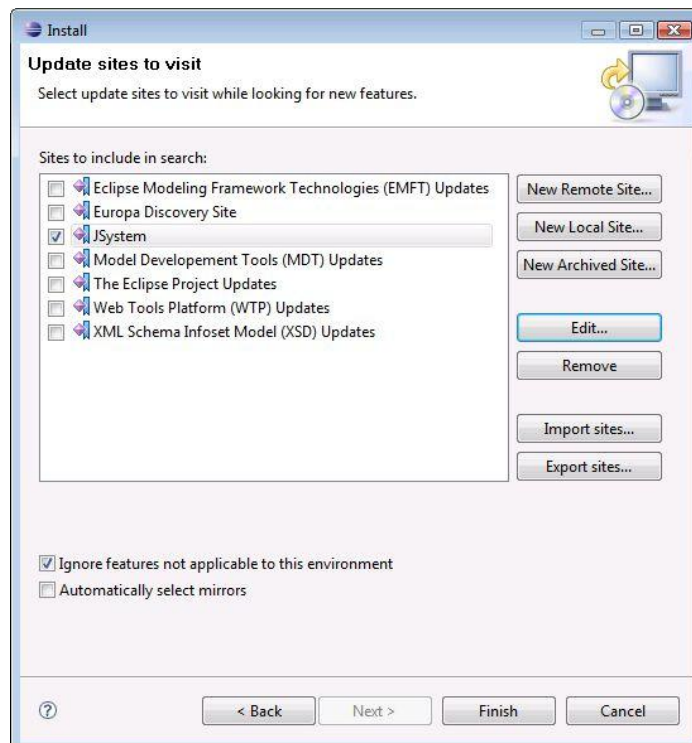 Install
Update sites to visit
Select update sites to visit while looking for new features.
Sites to include in search:
Eclipse Modeling Framework Technologies (EMFT) Updates
Europa Discovery Site
JSystem
Model Developement Tools (MDT) Updates
The Eclipse Project Updates
Web Tools Platform (WTP) Updates
XML Schema Infoset Model (XSD) Updates
New Remote Site...
New Local Site...
New Archived Site...
Edit...
Remove
Import sites...
Export sites...
Ignore features not applicable to this environment
Automatically select mirrors
? < Back Next > Finish Cancel